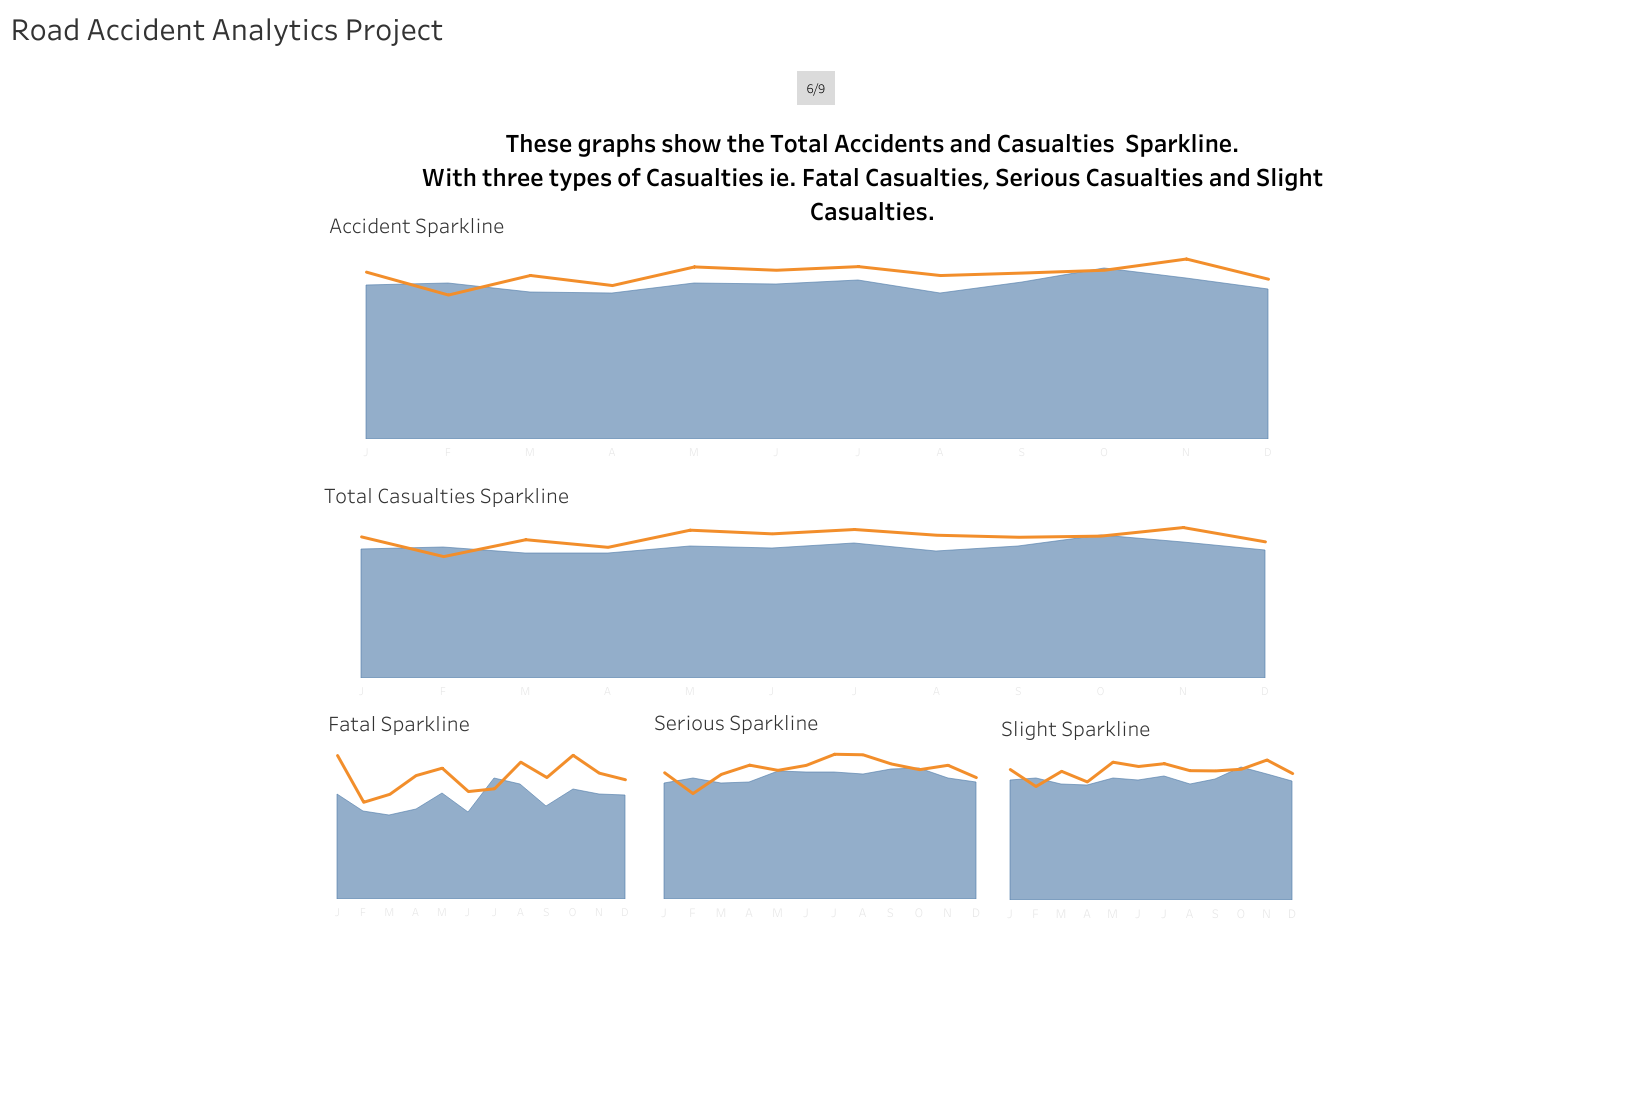 Road Accident Analytics Project
6/9
These graphs show the Total Accidents and Casualties  Sparkline.
With three types of Casualties ie. Fatal Casualties, Serious Casualties and Slight
Casualties.
Accident Sparkline
J F M A M J J A S O N D
Total Casualties Sparkline
J F M A M J J A S O N D
Fatal Sparkline
J F M A M J J A S O N D
Serious Sparkline
J F M A M J J A S O N D
Slight Sparkline
J F M A M J J A S O N D